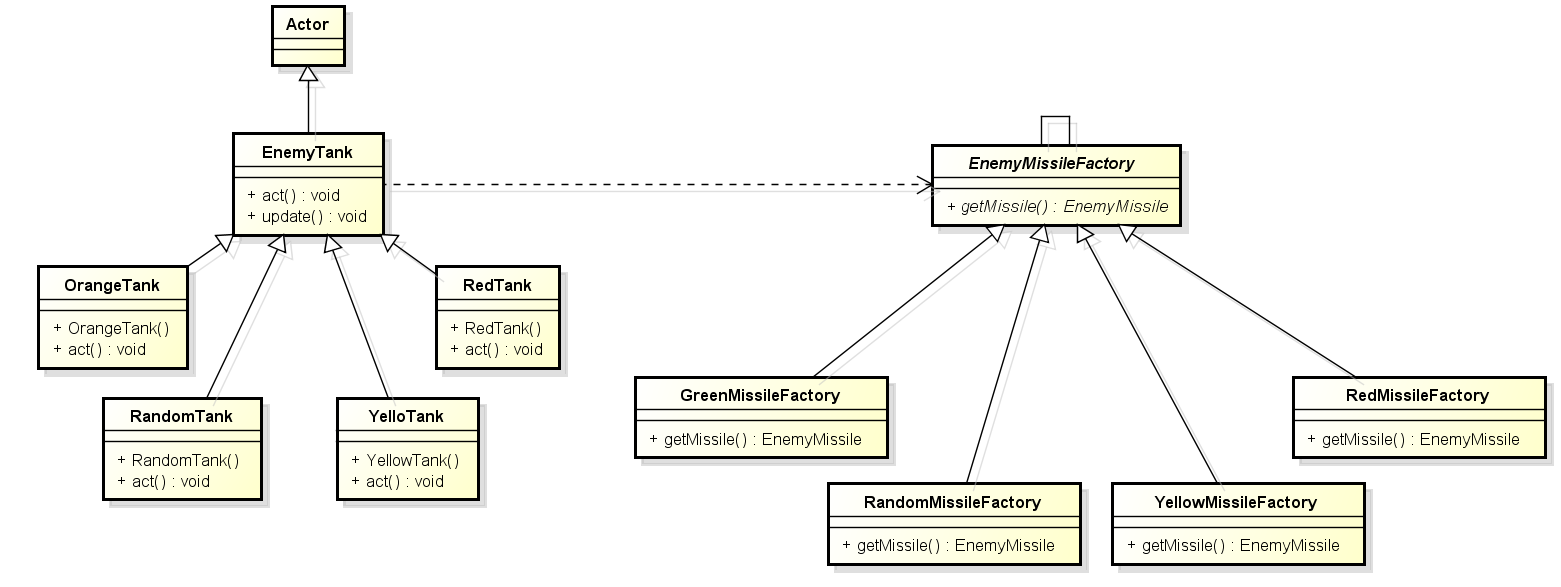 Actor
EnemyTank
+ act() : void
+ update() : void
EnemyMissileFactory
+ getMissile() : EnemyMissile
OrangeTank
+ OrangeTank()
+ act() : void
RedTank
+ RedTank()
+ act() : void
RandomTank
+ RandomTank()
+ act() : void
YelloTank
+ YellowTank()
+ act() : void
GreenMissileFactory
+ getMissile() : EnemyMissile
RedMissileFactory
+ getMissile() : EnemyMissile
RandomMissileFactory
+ getMissile() : EnemyMissile
YellowMissileFactory
+ getMissile() : EnemyMissile